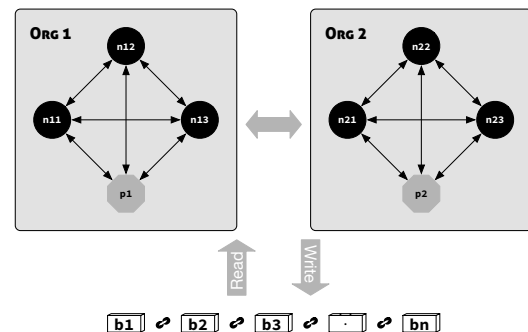 Org 1
n12
n11
n13
p1
Org 2
n22
n21
n23
p2
Read
Write
b1 b2 b3 . bn